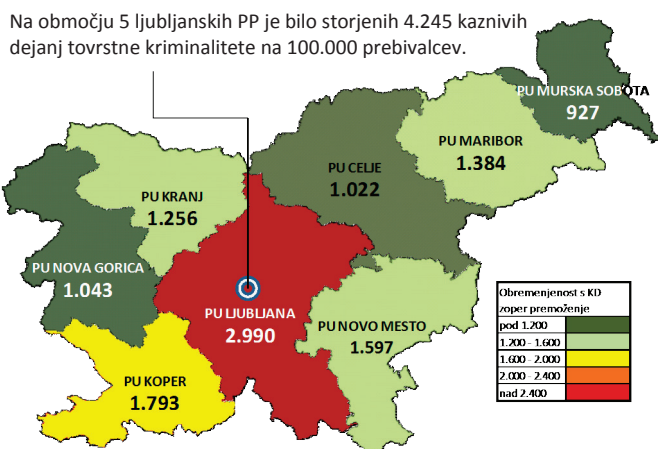 Na območju 5 ljubljanskih PP je bilo storjenih 4.245 kaznivih
dejanj tovrstne kriminalitete na 100.000 prebivalcev.
PU MURSKA SOBOTA
927
PU MARIBOR
1.384
PU CELJE
1.022
PU KRANJ
1.256
PU NOVA GORICA
1.043
PU LJUBLJANA
2.990
PU NOVO MESTO
1.597
PU KOPER
1.793
Obremenjenost s KD
zoper premoženje
pod 1.200
1.200 - 1.600
1.600 - 2.000
2.000 - 2.400
nad 2.400